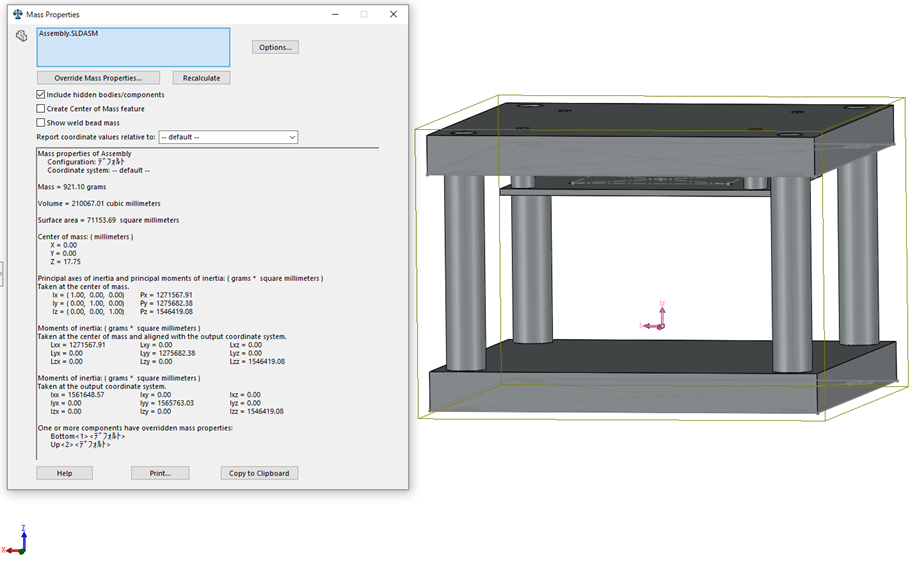 Mass Properties
Assembly.SLDASM
Options...
Override Mass Properties...
Recalculate
Include hidden bodies/components
Create Center of Mass feature
Show weld bead mass
Report coordinate values relative to:
-- default --
Mass properties of Assembly
Configuration: ﾃﾞﾌｫﾙﾄ
Coordinate system: -- default --
Mass = 921.10 grams
Volume = 210067.01 cubic millimeters
Surface area = 71153.69 square millimeters
Center of mass: ( millimeters )
X = 0.00
Y = 0.00
Z = 17.75
Principal axes of inertia and principal moments of inertia: ( grams * square millimeters )
Taken at the center of mass.
Ix = ( 1.00, 0.00, 0.00) Px = 1271567.91
Iy = ( 0.00, 1.00, 0.00) Py = 1275682.38
Iz = ( 0.00, 0.00, 1.00) Pz = 1546419.08
Moments of inertia: ( grams * square millimeters )
Taken at the center of mass and aligned with the output coordinate system.
Lxx = 1271567.91 Lxy = 0.00 Lxz = 0.00
Lyx = 0.00 Lyy = 1275682.38 Lyz = 0.00
Lzx = 0.00 Lzy = 0.00 Lzz = 1546419.08
Moments of inertia: ( grams * square millimeters )
Taken at the output coordinate system.
Ixx = 1561648.57 Ixy = 0.00 Ixz = 0.00
Iyx = 0.00 Iyy = 1565763.03 Iyz = 0.00
Izx = 0.00 Izy = 0.00 Izz = 1546419.08
One or more components have overridden mass properties:
Bottom<1><ﾃﾞﾌｫﾙﾄ>
Up<2><ﾃﾞﾌｫﾙﾄ>
Help
Print...
Copy to Clipboard
Iz
Z
X